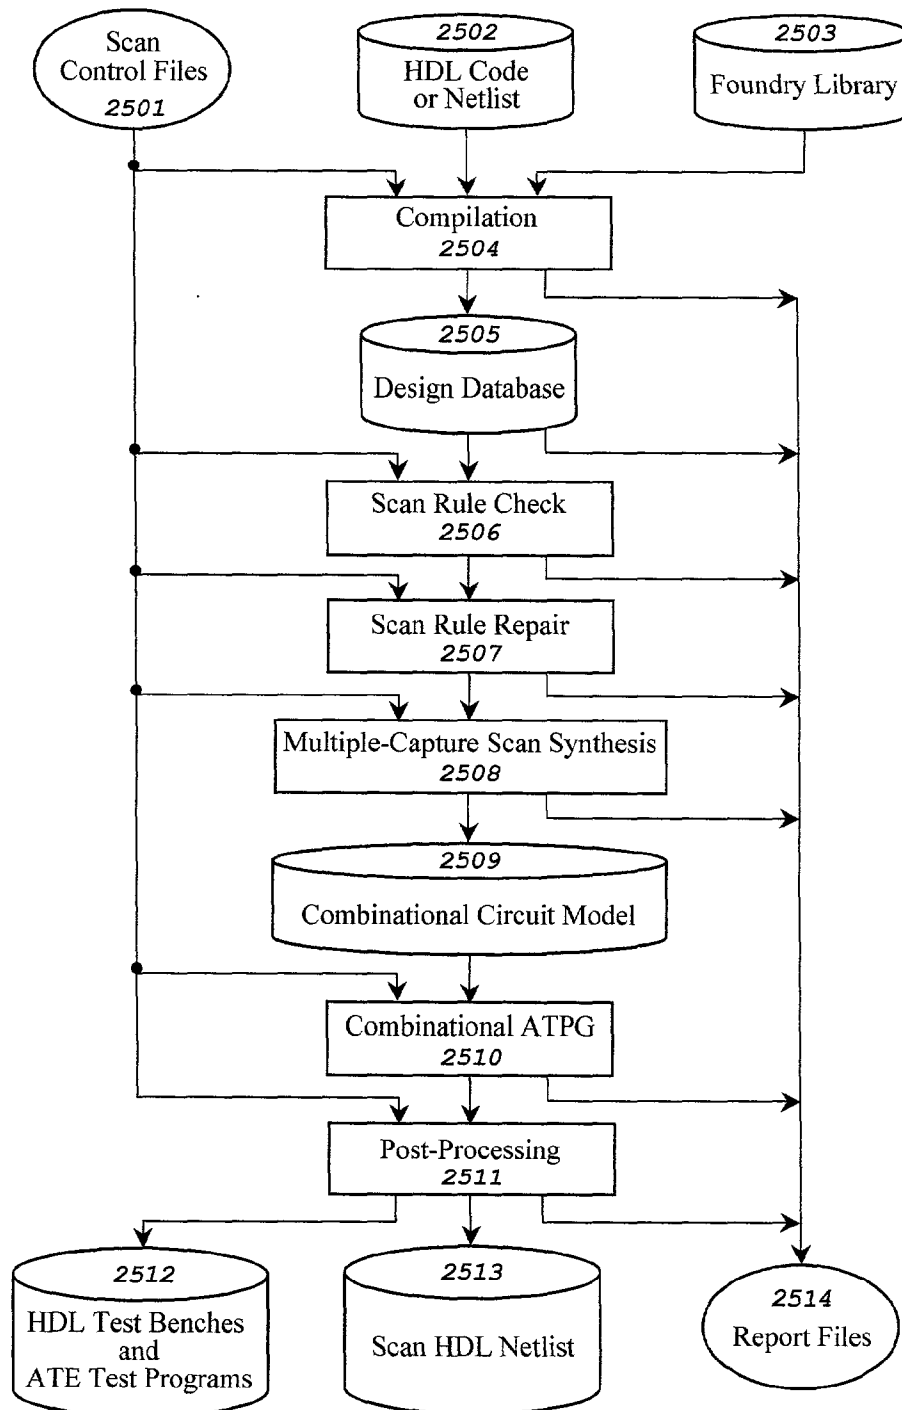 Scan
Control Files
2501
2502
HDL Code
or Netlist
2503
Foundry Library
Compilation
2504
2505
Design Database
Scan Rule Check
2506
Scan Rule Repair
2507
Multiple-Capture Scan Synthesis
2508
2509
Combinational Circuit Model
Combinational ATPG
2510
Post-Processing
2511
2512
HDL Test Benches
and
ATE Test Programs
2513
Scan HDL Netlist
2514
Report Files